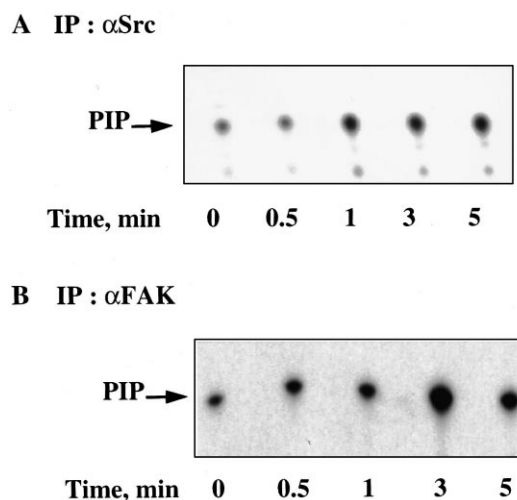 A IP : αSrc
PIP
Time, min 0 0.5 1 3 5
B IP : αFAK
PIP
Time, min 0 0.5 1 3 5